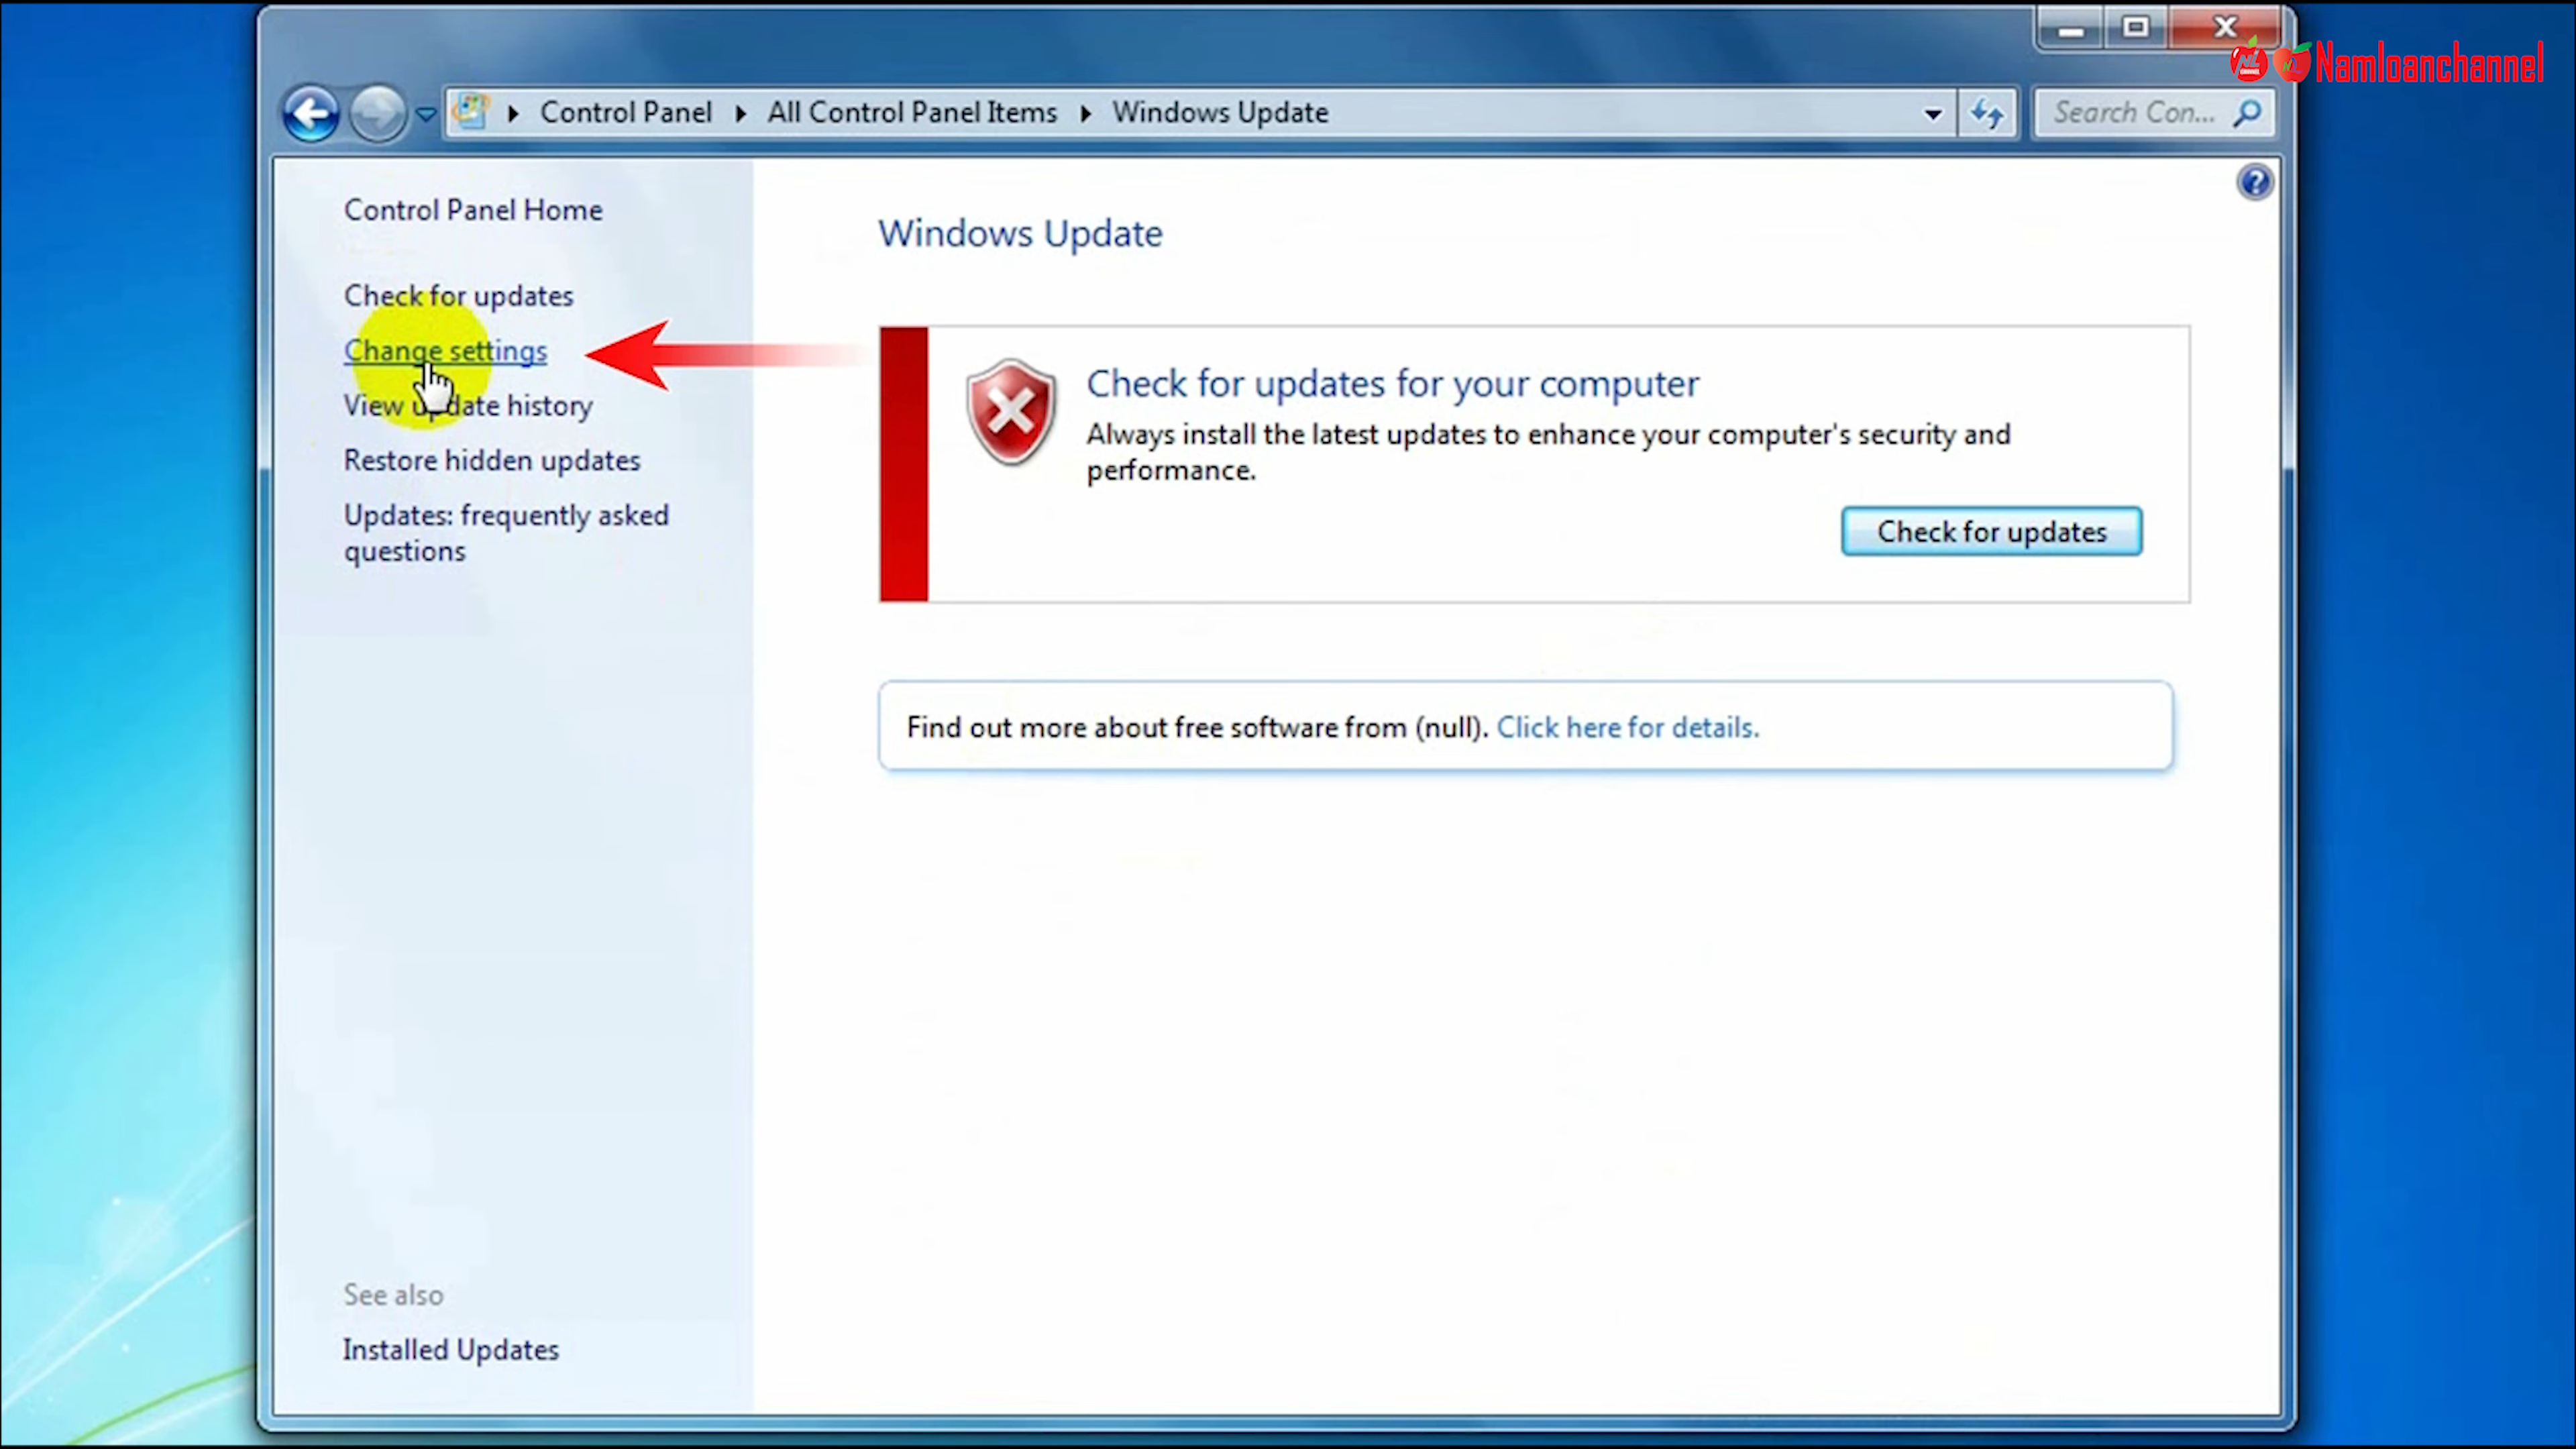 Namloanchannel
Control Panel
All Control Panel Items
Windows Update
Search Con...
Control Panel Home
Check for updates
Change settings
View update history
Restore hidden updates
Updates: frequently asked
questions
See also
Installed Updates
Windows Update
Check for updates for your computer
Always install the latest updates to enhance your computer's security and
performance.
Check for updates
Find out more about free software from (null). Click here for details.